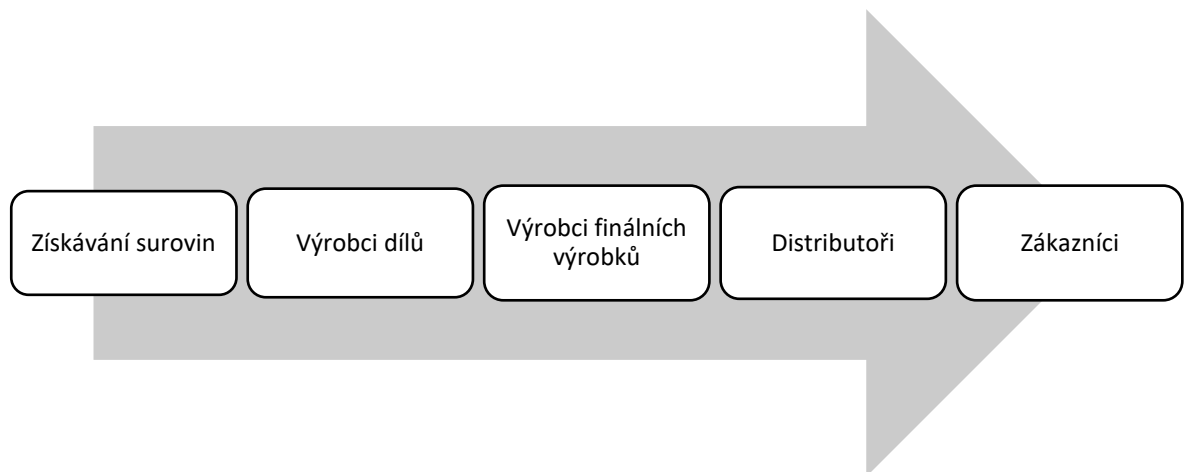 Získávání surovin
Výrobci dílů
Výrobci finálních
výrobků
Distributoři
Zákazníci